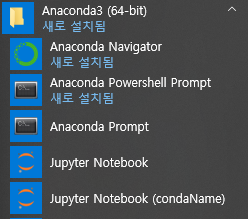 Anaconda3 (64-bit)
새로 설치됨
Anaconda Navigator
새로 설치됨
Anaconda Powershell Prompt
새로 설치됨
Anaconda Prompt
Jupyter Notebook
Jupyter Notebook (condaName)